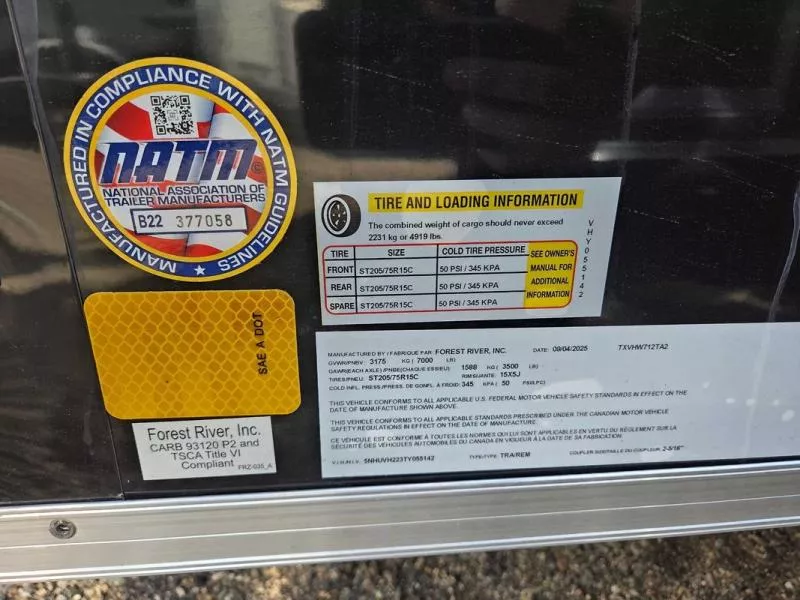 MANUFACTURED IN COMPLIANCE WITH NATM GUIDELINES
NATM
NATIONAL ASSOCIATION OF
TRAILER MANUFACTURERS
B22 377058
SAE A DOT
Forest River, Inc.
CARB 93120 P2 and
TSCA Title VI
Compliant
FRZ-035_A
TIRE AND LOADING INFORMATION
The combined weight of cargo should never exceed
2231 kg or 4919 lbs.
TIRE SIZE COLD TIRE PRESSURE
FRONT ST205/75R15C 50 PSI / 345 KPA
REAR ST205/75R15C 50 PSI / 345 KPA
SPARE ST205/75R15C 50 PSI / 345 KPA
SEE OWNER'S
MANUAL FOR
ADDITIONAL
INFORMATION
VHY055142
MANUFACTURED BY / FABRIQUE PAR: FOREST RIVER, INC. DATE: 09/04/2025 TXVHW712TA2
GVWR/PNBV: 3175 KG ( 7000 LB)
GAWR(EACH AXLE) /PNBE(CHAQUE ESSIEU) 1588 KG ( 3500 LB)
TIRES/PNEU: ST205/75R15C RIMS/JANTE: 15X5J
COLD INFL. PRESS./PRESS. DE GONFL. À FROID: 345 KPA ( 50 PSI/LPC)
THIS VEHICLE CONFORMS TO ALL APPLICABLE U.S. FEDERAL MOTOR VEHICLE SAFETY STANDARDS IN EFFECT ON THE
DATE OF MANUFACTURE SHOWN ABOVE.
THIS VEHICLE CONFORMS TO ALL APPLICABLE STANDARDS PRESCRIBED UNDER THE CANADIAN MOTOR VEHICLE
SAFETY REGULATIONS IN EFFECT ON THE DATE OF MANUFACTURE.
CE VÉHICULE EST CONFORME À TOUTES LES NORMES QUI LUI SONT APPLICABLES EN VERTU DU RÈGLEMENT SUR LA
SÉCURITÉ DES VÉHICULES AUTOMOBILES DU CANADA EN VIGUEUR À LA DATE DE SA FABRICATION.
V.I.N./N.I.V. 5NHUVH223TY055142 TYPE/TYPE: TRA/REM COUPLER SIZE/TAILLE DU COUPLEUR: 2-5/16"